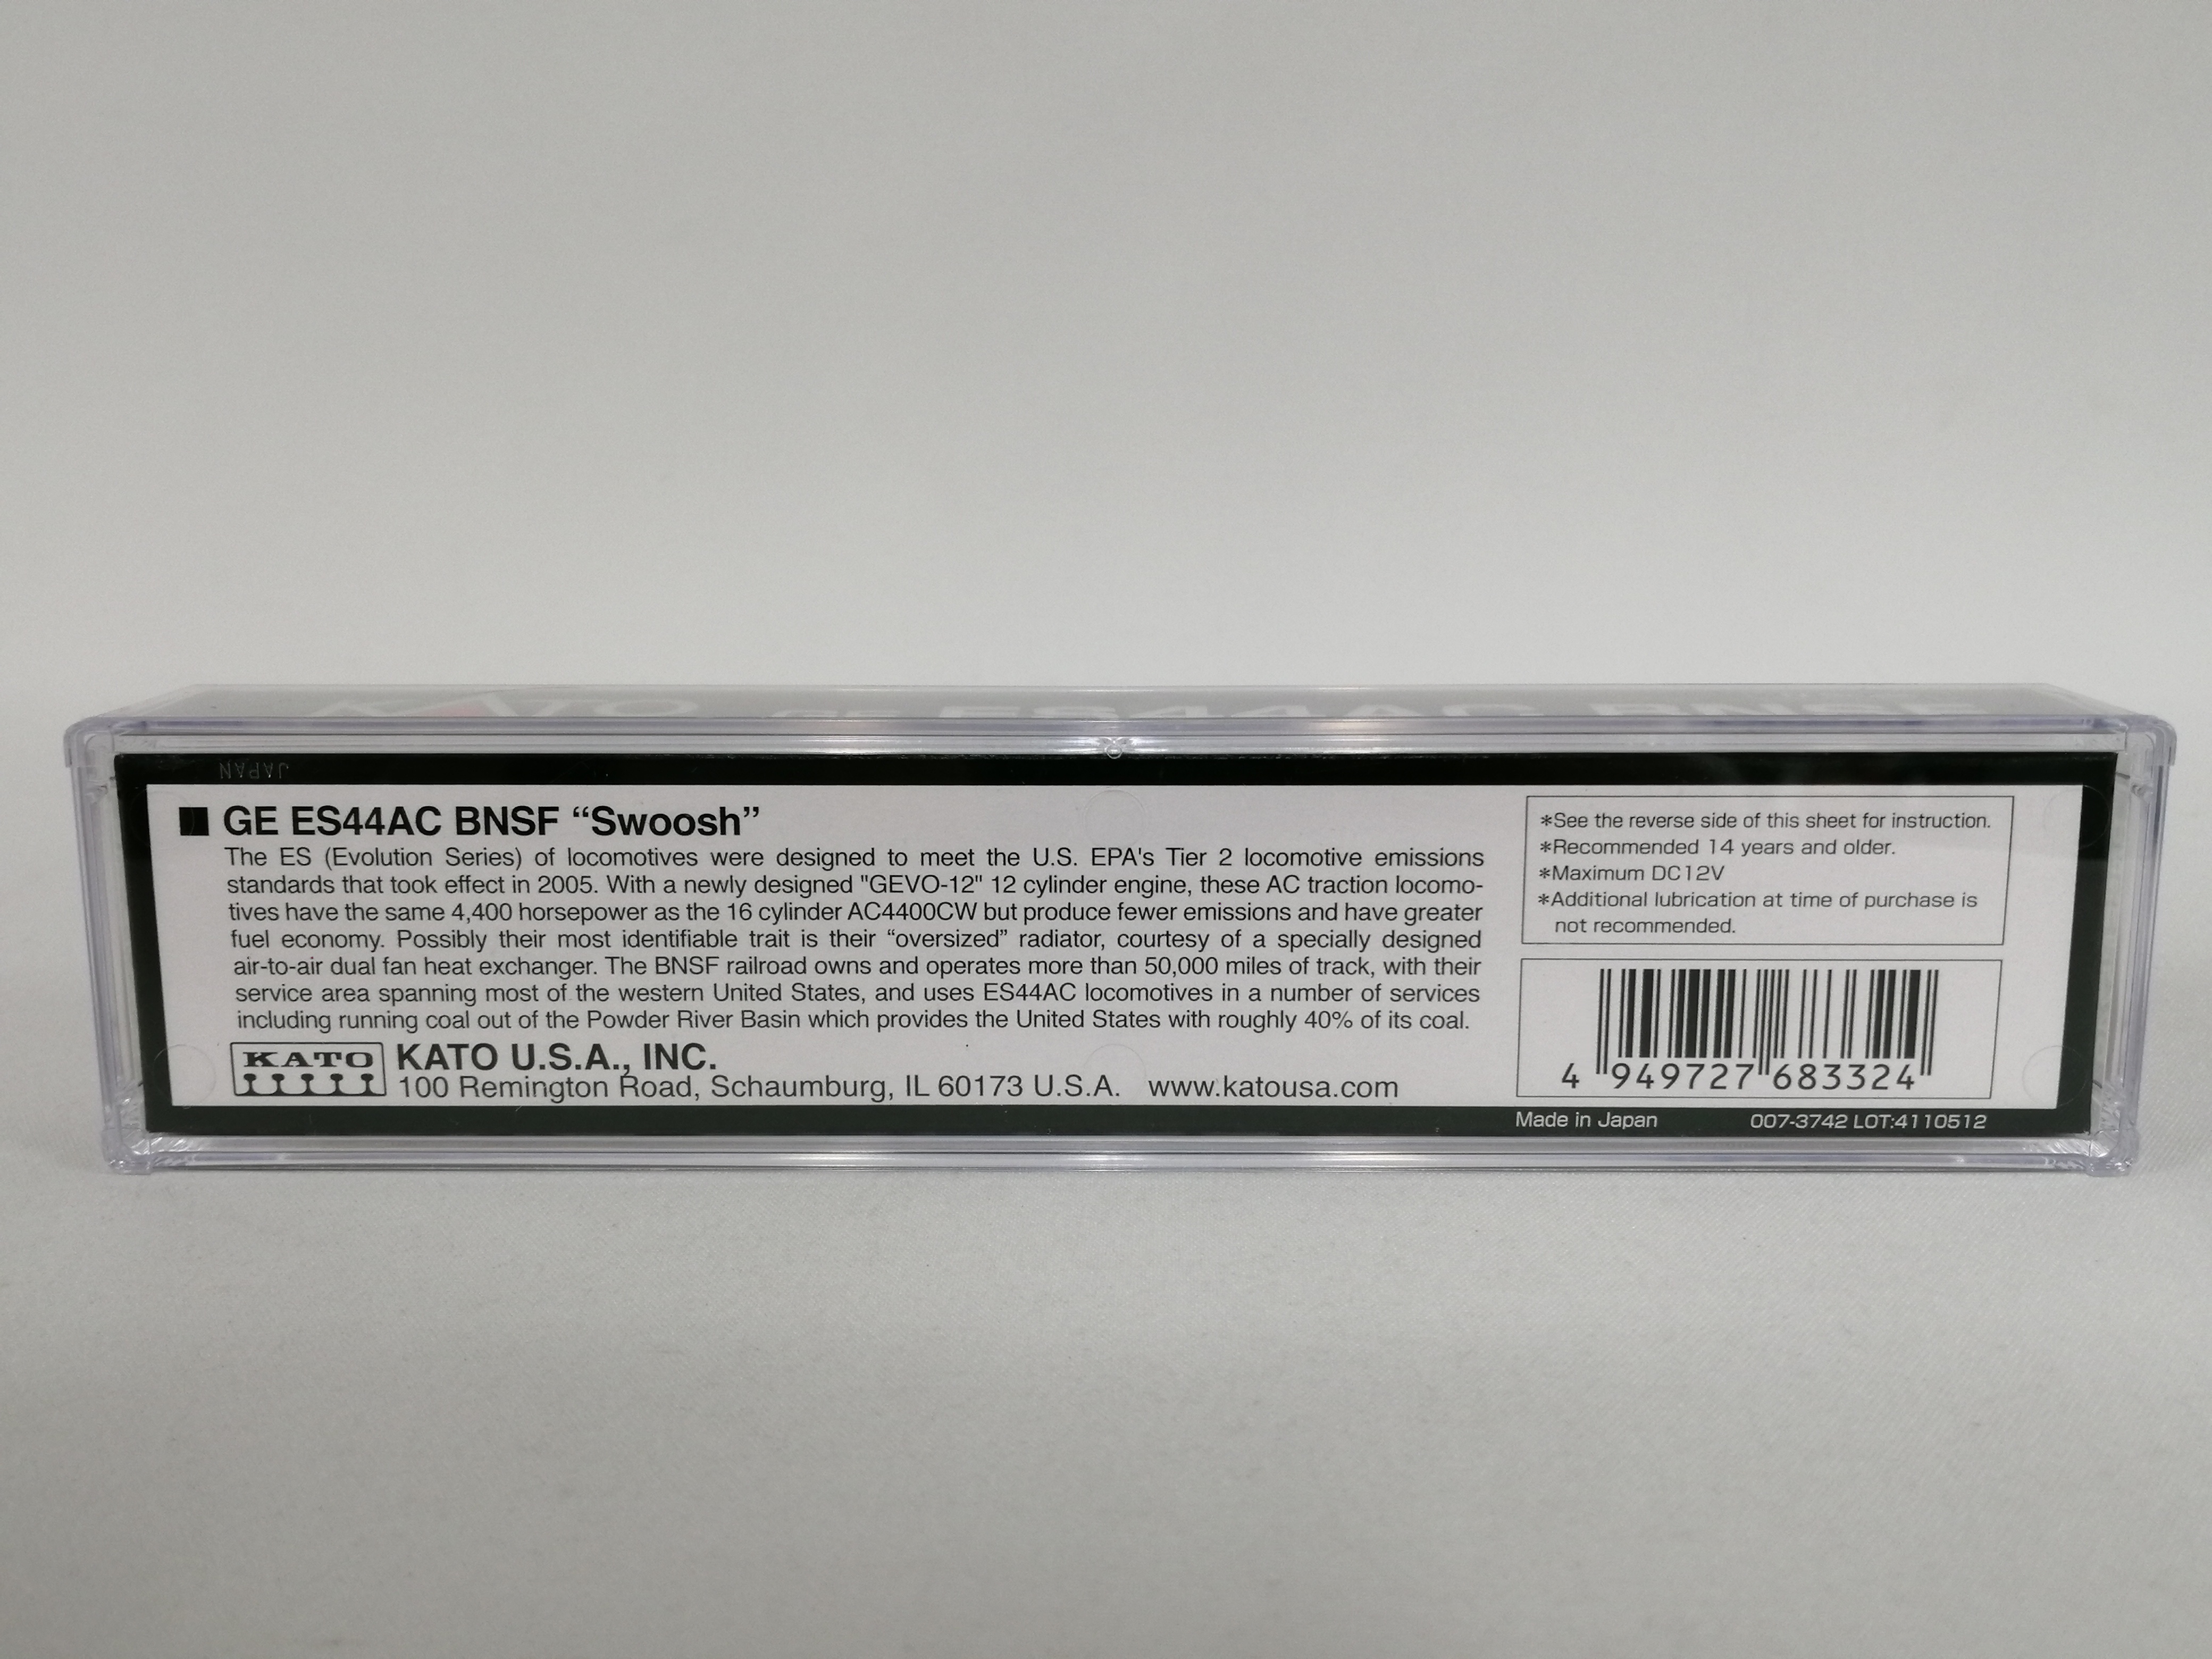 KATO GE ES44AC BNSF
JAPAN
■ GE ES44AC BNSF “Swoosh”
The ES (Evolution Series) of locomotives were designed to meet the U.S. EPA's Tier 2 locomotive emissions
standards that took effect in 2005. With a newly designed "GEVO-12" 12 cylinder engine, these AC traction locomo-
tives have the same 4,400 horsepower as the 16 cylinder AC4400CW but produce fewer emissions and have greater
fuel economy. Possibly their most identifiable trait is their “oversized” radiator, courtesy of a specially designed
air-to-air dual fan heat exchanger. The BNSF railroad owns and operates more than 50,000 miles of track, with their
service area spanning most of the western United States, and uses ES44AC locomotives in a number of services
including running coal out of the Powder River Basin which provides the United States with roughly 40% of its coal.
KATO
KATO U.S.A., INC.
100 Remington Road, Schaumburg, IL 60173 U.S.A. www.katousa.com
*See the reverse side of this sheet for instruction.
*Recommended 14 years and older.
*Maximum DC12V
*Additional lubrication at time of purchase is
not recommended.
4 949727 683324
Made in Japan 007-3742 LOT:4110512